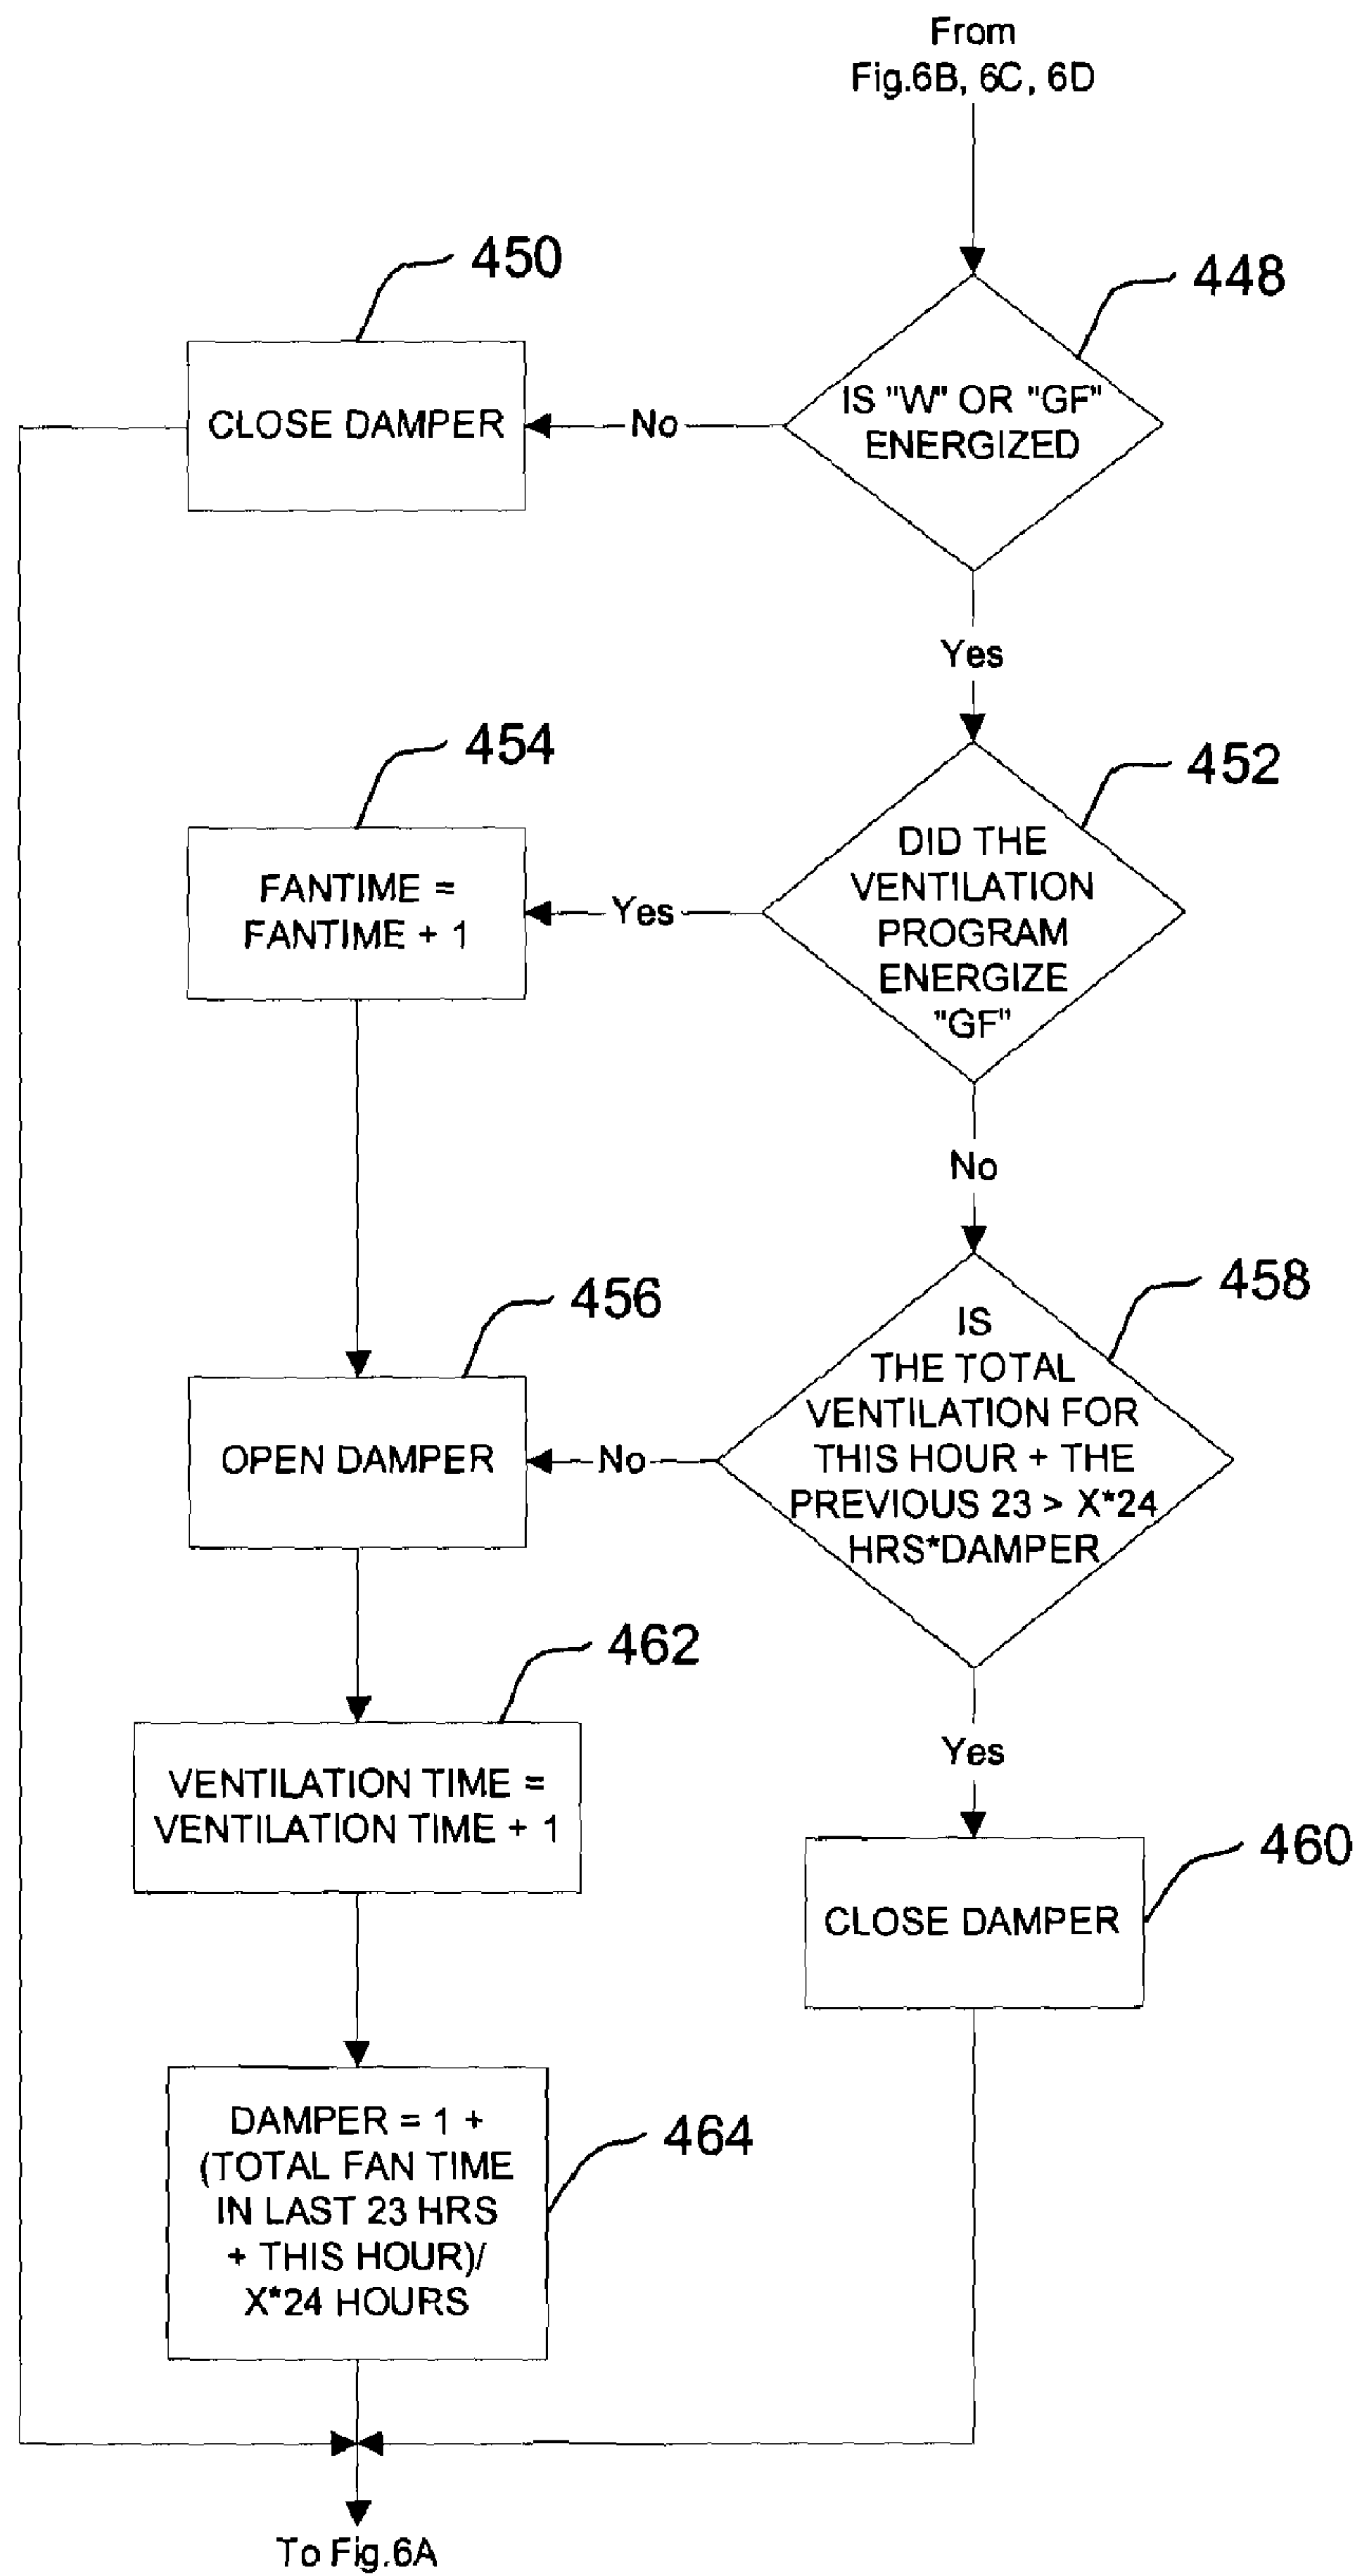 From
Fig.6B, 6C, 6D
450
448
CLOSE DAMPER
No
IS "W" OR "GF"
ENERGIZED
Yes
454
452
FANTIME =
FANTIME + 1
Yes
DID THE
VENTILATION
PROGRAM
ENERGIZE
"GF"
No
456
458
OPEN DAMPER
No
IS
THE TOTAL
VENTILATION FOR
THIS HOUR + THE
PREVIOUS 23 > X*24
HRS*DAMPER
462
Yes
VENTILATION TIME =
VENTILATION TIME + 1
460
CLOSE DAMPER
464
DAMPER = 1 +
(TOTAL FAN TIME
IN LAST 23 HRS
+ THIS HOUR)/
X*24 HOURS
To Fig.6A